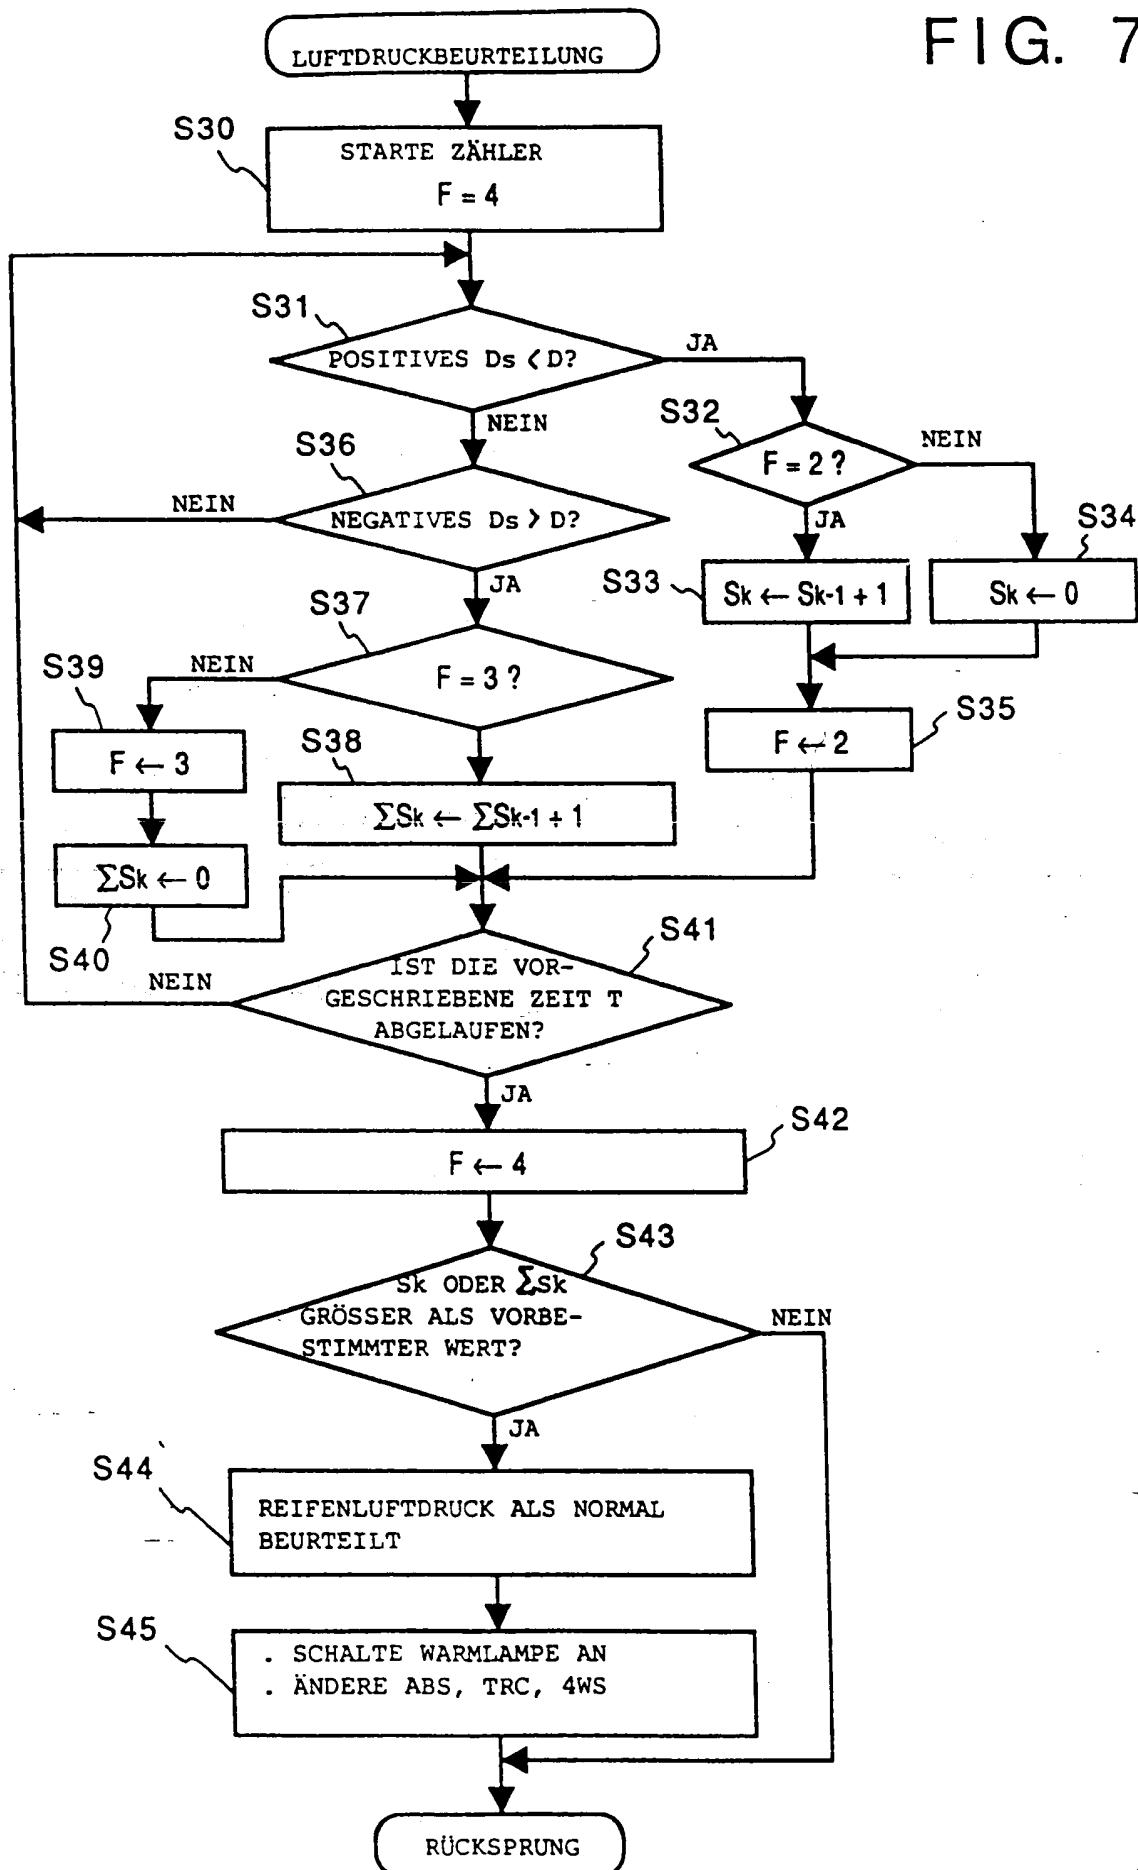 FIG. 7
LUFTDRUCKBEURTEILUNG
S30
STARTE ZÄHLER
F = 4
S31
POSITIVES Ds < D?
JA
NEIN
S32
F = 2 ?
NEIN
JA
S36
NEGATIVES Ds > D?
NEIN
JA
S33
Sk ← Sk-1 + 1
S34
Sk ← 0
S37
F = 3 ?
NEIN
S35
F ← 2
S39
F ← 3
S38
ΣSk ← ΣSk-1 + 1
ΣSk ← 0
S40
S41
IST DIE VOR-
GESCHRIEBENE ZEIT T
ABGELAUFEN?
NEIN
JA
S42
F ← 4
S43
Sk ODER ΣSk
GRÖSSER ALS VORBE-
STIMMTER WERT?
NEIN
JA
S44
REIFENLUFTDRUCK ALS NORMAL
BEURTEILT
S45
. SCHALTE WARMLAMPE AN
. ÄNDERE ABS, TRC, 4WS
RÜCKSPRUNG